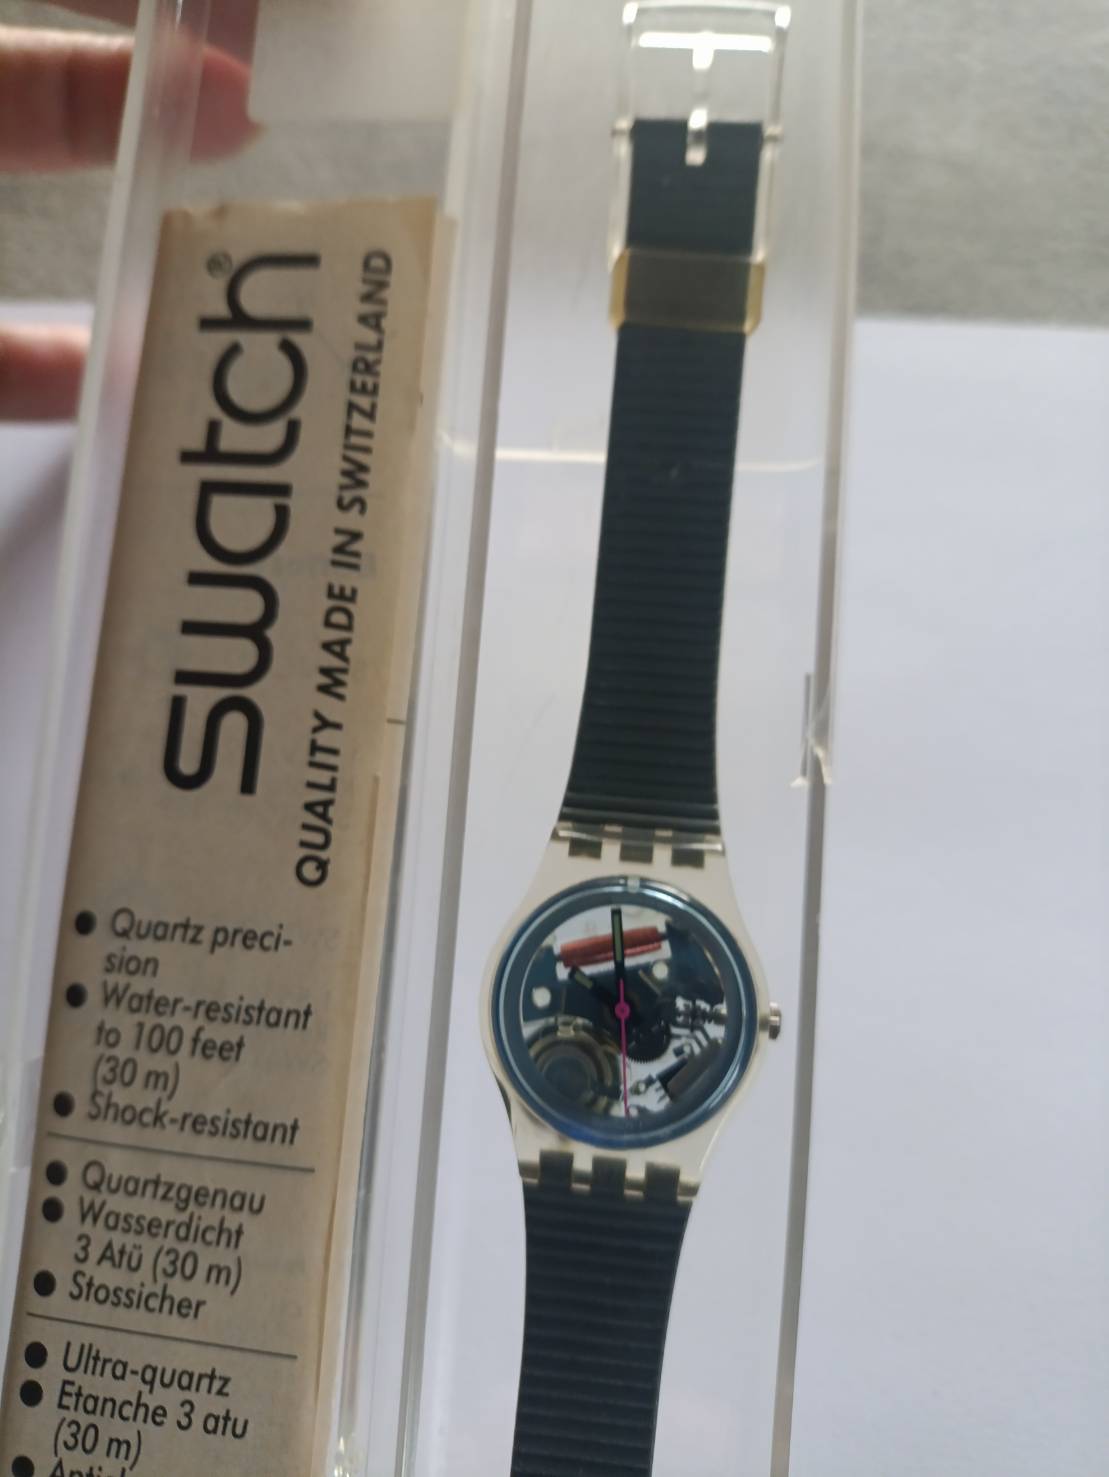 swatch®
QUALITY MADE IN SWITZERLAND
● Quartz preci-
sion
● Water-resistant
to 100 feet
(30 m)
● Shock-resistant
● Quartzgenau
● Wasserdicht
3 Atü (30 m)
● Stossicher
● Ultra-quartz
● Etanche 3 atu
(30 m)